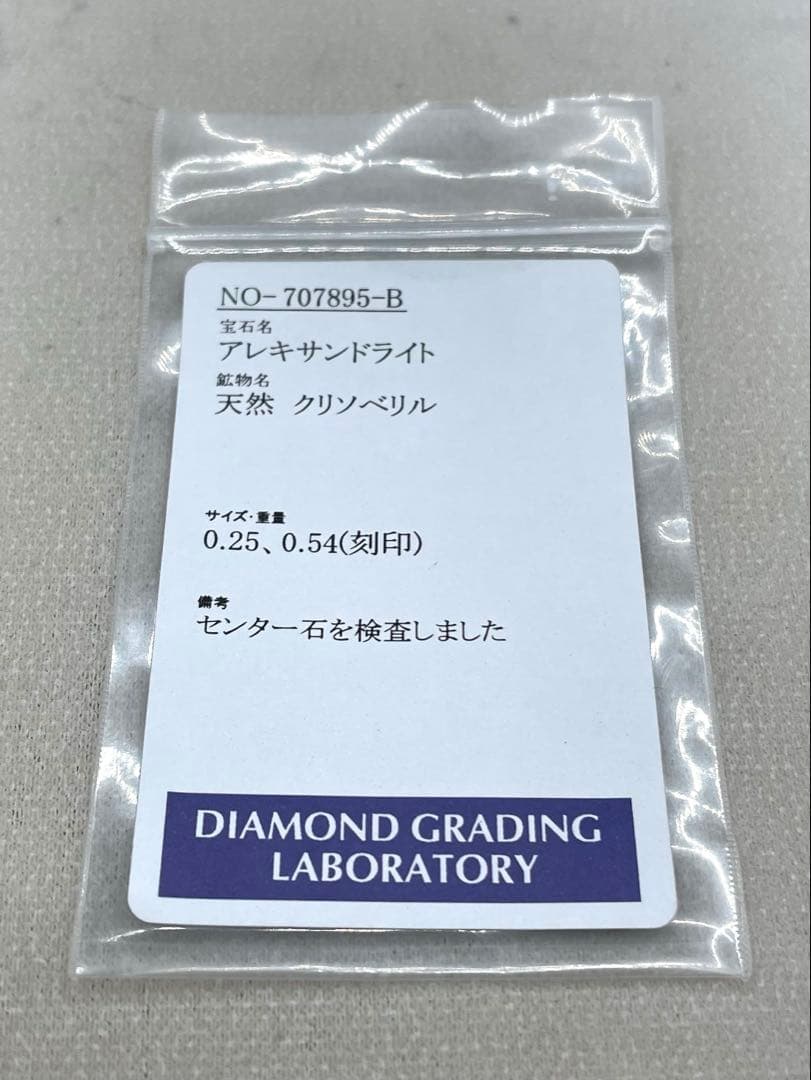 NO-707895-B
宝石名
アレキサンドライト
鉱物名
天然 クリソベリル
サイズ・重量
0.25、0.54(刻印)
備考
センター石を検査しました
DIAMOND GRADING
LABORATORY